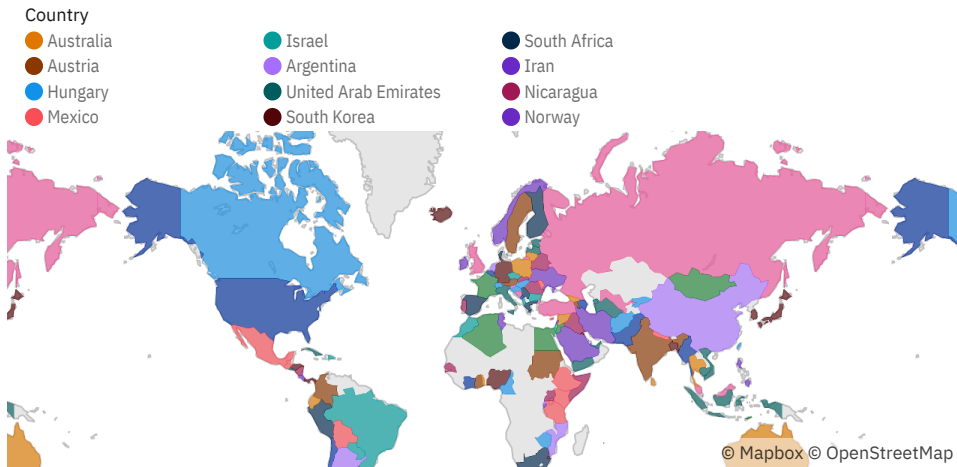 Country
Australia
Austria
Hungary
Mexico
Israel
Argentina
United Arab Emirates
South Korea
South Africa
Iran
Nicaragua
Norway
© Mapbox © OpenStreetMap